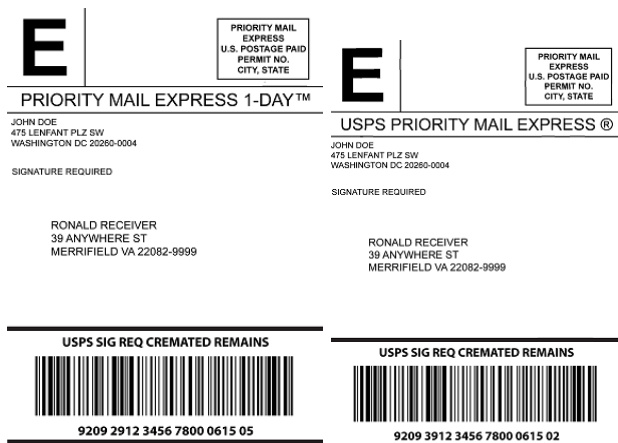 E
PRIORITY MAIL
EXPRESS
U.S. POSTAGE PAID
PERMIT NO.
CITY, STATE
PRIORITY MAIL EXPRESS 1-DAY™
JOHN DOE
475 LENFANT PLZ SW
WASHINGTON DC 20260-0004
SIGNATURE REQUIRED
RONALD RECEIVER
39 ANYWHERE ST
MERRIFIELD VA 22082-9999
USPS SIG REQ CREMATED REMAINS
9209 2912 3456 7800 0615 05
E
PRIORITY MAIL
EXPRESS
U.S. POSTAGE PAID
PERMIT NO.
CITY, STATE
USPS PRIORITY MAIL EXPRESS ®
JOHN DOE
475 LENFANT PLZ SW
WASHINGTON DC 20260-0004
SIGNATURE REQUIRED
RONALD RECEIVER
39 ANYWHERE ST
MERRIFIELD VA 22082-9999
USPS SIG REQ CREMATED REMAINS
9209 3912 3456 7800 0615 02